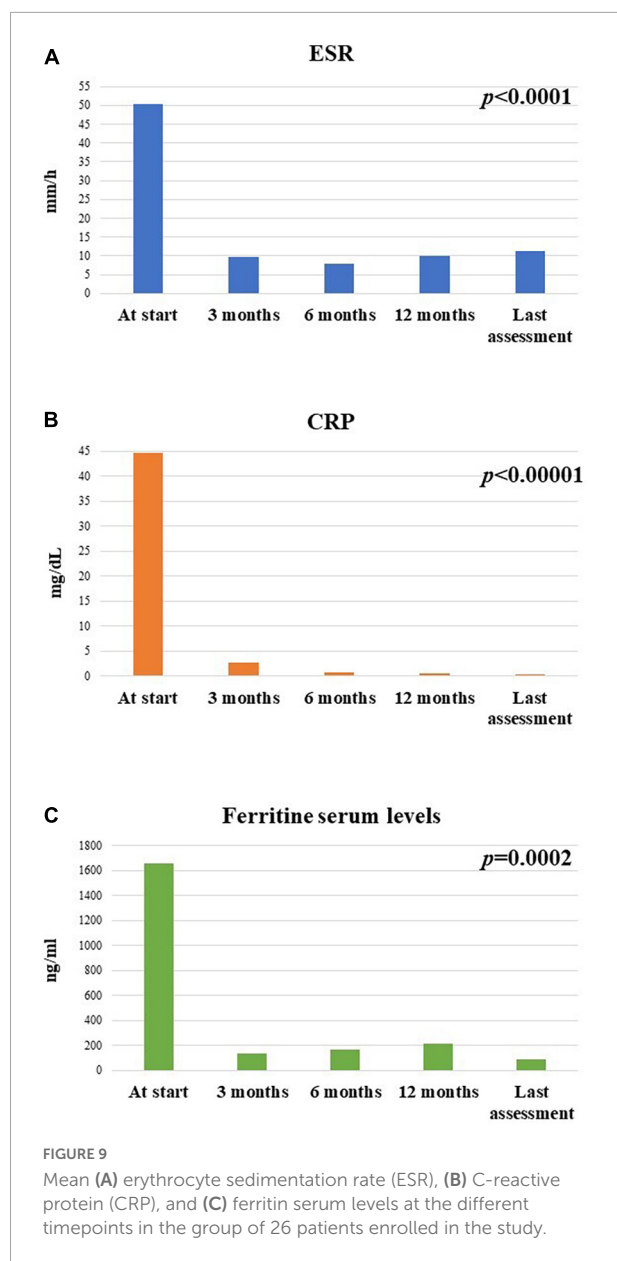 A
ESR
p<0.0001
mm/h
55
50
45
40
35
30
25
20
15
10
5
0
At start 3 months 6 months 12 months Last
assessment
B
CRP
p<0.00001
mg/dL
45
40
35
30
25
20
15
10
5
0
At start 3 months 6 months 12 months Last
assessment
C
Ferritine serum levels
p=0.0002
ng/ml
1800
1600
1400
1200
1000
800
600
400
200
0
At start 3 months 6 months 12 months Last
assessment
FIGURE 9
Mean (A) erythrocyte sedimentation rate (ESR), (B) C-reactive
protein (CRP), and (C) ferritin serum levels at the different
timepoints in the group of 26 patients enrolled in the study.